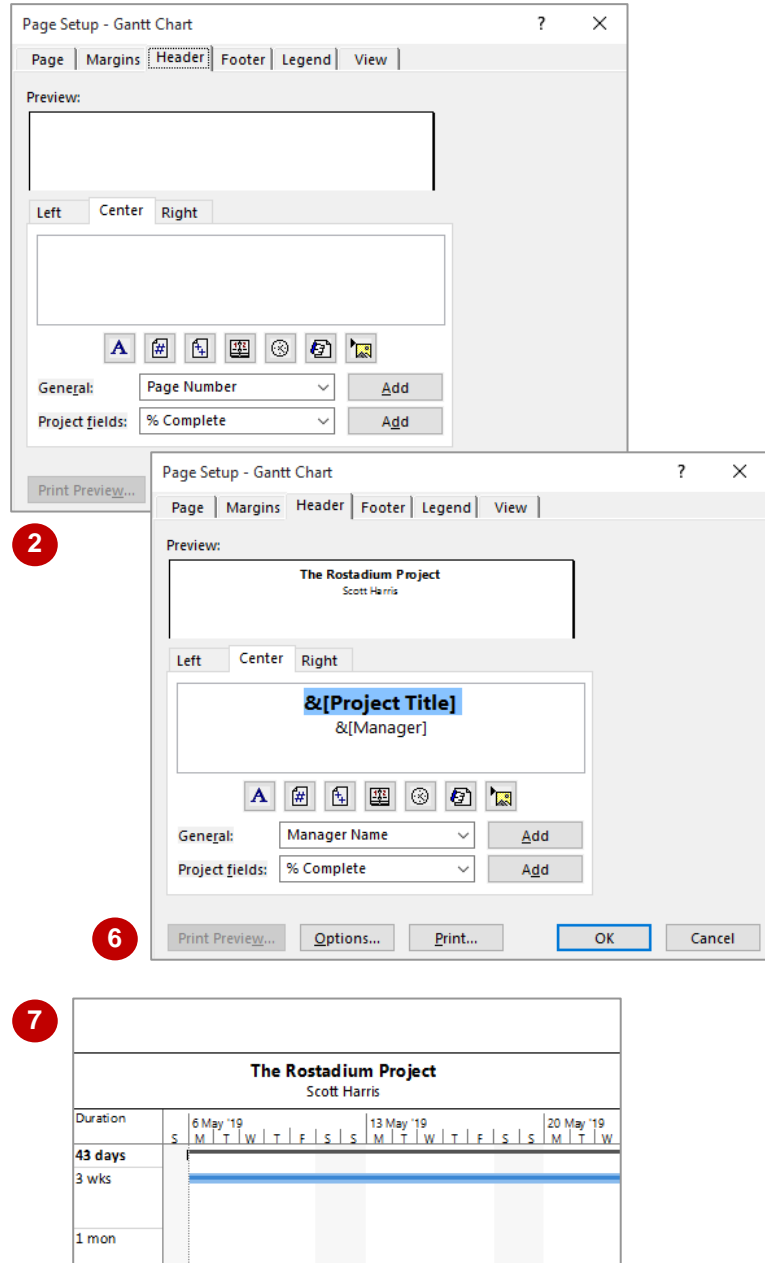 Page Setup - Gantt Chart ? ×
Page Margins Header Footer Legend View
Preview:
Left Center Right
A # 
General: Page Number Add
Project fields: % Complete Add
Print Preview...
2
Page Setup - Gantt Chart ? ×
Page Margins Header Footer Legend View
Preview:
The Rostadium Project
Scott Harris
Left Center Right
&[Project Title]
&[Manager]
A #
General: Manager Name Add
Project fields: % Complete Add
6
Print Preview... Options... Print... OK Cancel
7
The Rostadium Project
Scott Harris
Duration 6 May '19 13 May '19 20 May '19
S M T W T F S S M T W T F S S M T W
43 days
3 wks
1 mon